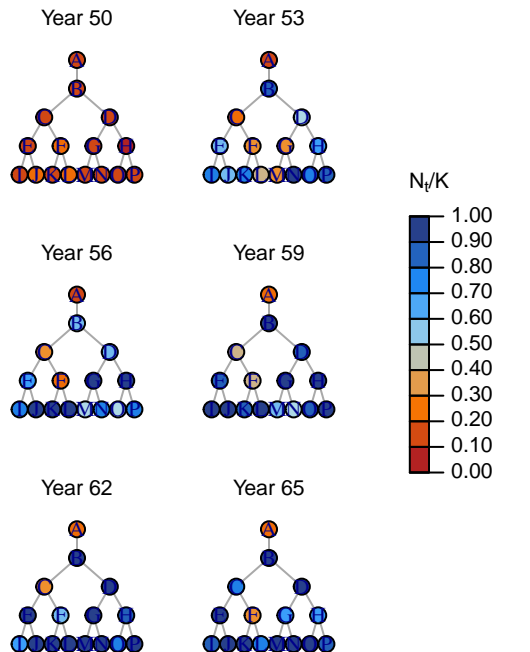 Year 50
A
B
C D
E F G H
I J K L M N O P
Year 53
A
B
C D
E F G H
I J K L M N O P
Year 56
A
B
C D
E F G H
I J K L M N O P
Year 59
A
B
C D
E F G H
I J K L M N O P
Year 62
A
B
C D
E F G H
I J K L M N O P
Year 65
A
B
C D
E F G H
I J K L M N O P
Nt/K
1.00
0.90
0.80
0.70
0.60
0.50
0.40
0.30
0.20
0.10
0.00